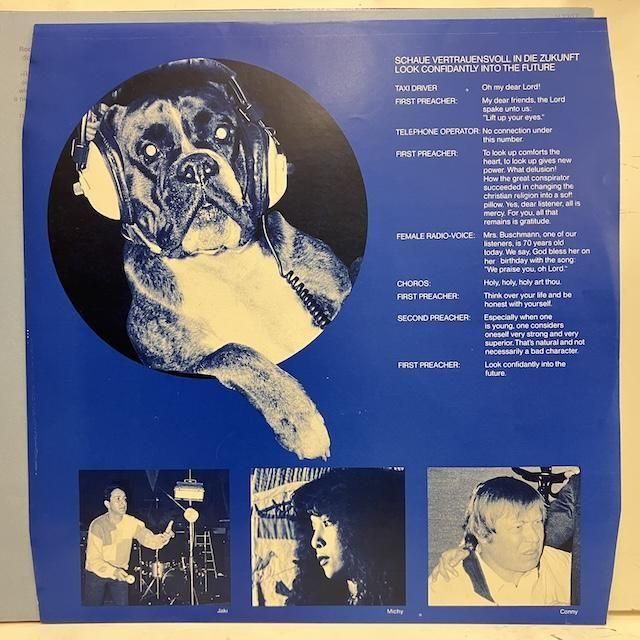 SCHAUE VERTRAUENSVOLL IN DIE ZUKUNFT
LOOK CONFIDANTLY INTO THE FUTURE
TAXI DRIVER Oh my dear Lord!
FIRST PREACHER: My dear friends, the Lord
spake unto us:
"Lift up your eyes."
TELEPHONE OPERATOR: No connection under
this number.
FIRST PREACHER: To look up comforts the
heart, to look up gives new
power. What delusion!
How the great conspirator
succeeded in changing the
christian religion into a soft
pillow. Yes, dear listener, all is
mercy. For you, all that
remains is gratitude.
FEMALE RADIO-VOICE: Mrs. Buschmann, one of our
listeners, is 70 years old
today. We say, God bless her on
her birthday with the song:
"We praise you, oh Lord."
CHOROS: Holy, holy, holy art thou.
FIRST PREACHER: Think over your life and be
honest with yourself.
SECOND PREACHER: Especially when one
is young, one considers
oneself very strong and very
superior. That's natural and not
necessarily a bad character.
FIRST PREACHER: Look confidantly into the
future.
Jaki
Michy
Conny